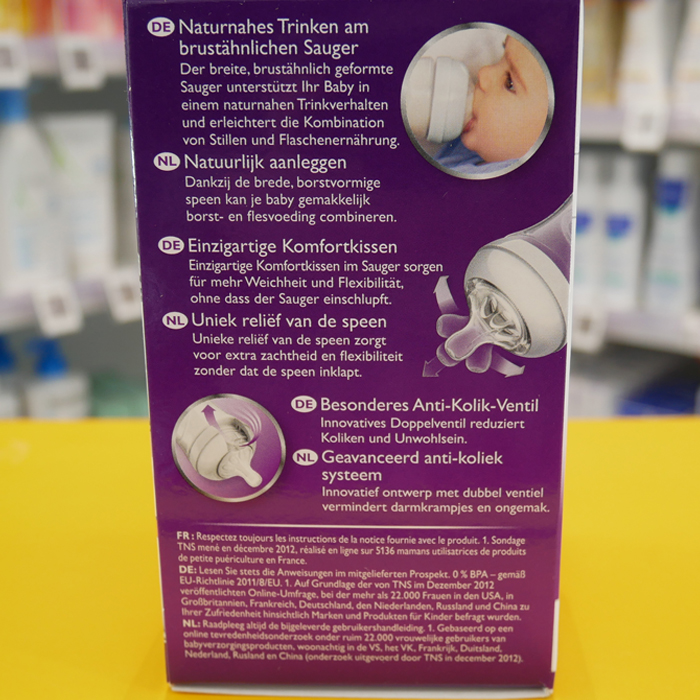 DE Naturnahes Trinken am
brustähnlichen Sauger
Der breite, brustähnlich geformte
Sauger unterstützt Ihr Baby in
einem naturnahen Trinkverhalten
und erleichtert die Kombination
von Stillen und Flaschenernährung.
NL Natuurlijk aanleggen
Dankzij de brede, borstvormige
speen kan je baby gemakkelijk
borst- en flesvoeding combineren.
DE Einzigartige Komfortkissen
Einzigartige Komfortkissen im Sauger sorgen
für mehr Weichheit und Flexibilität,
ohne dass der Sauger einschlupft.
NL Uniek reliëf van de speen
Unieke reliëf van de speen zorgt
voor extra zachtheid en flexibiliteit
zonder dat de speen inklapt.
DE Besonderes Anti-Kolik-Ventil
Innovatives Doppelventil reduziert
Koliken und Unwohlsein.
NL Geavanceerd anti-koliek
systeem
Innovatief ontwerp met dubbel ventiel
vermindert darmkrampjes en ongemak.
FR : Respectez toujours les instructions de la notice fournie avec le produit. 1. Sondage
TNS mené en décembre 2012, réalisé en ligne sur 5136 mamans utilisatrices de produits
de petite puériculture en France.
DE: Lesen Sie stets die Anweisungen im mitgelieferten Prospekt. 0 % BPA – gemäß
EU-Richtlinie 2011/8/EU. 1. Auf Grundlage der von TNS im Dezember 2012
veröffentlichten Online-Umfrage, bei der mehr als 22.000 Frauen in den USA, in
Großbritannien, Frankreich, Deutschland, den Niederlanden, Russland und China zu
Ihrer Zufriedenheit hinsichtlich Marken und Produkten für Kinder befragt wurden.
NL: Raadpleeg altijd de bijgeleverde gebruikershandleiding. 1. Gebaseerd op een
online tevredenheidsonderzoek onder ruim 22.000 vrouwelijke gebruikers van
babyverzorgingsproducten, woonachtig in de VS, het VK, Frankrijk, Duitsland,
Nederland, Rusland en China (onderzoek uitgevoerd door TNS in december 2012).